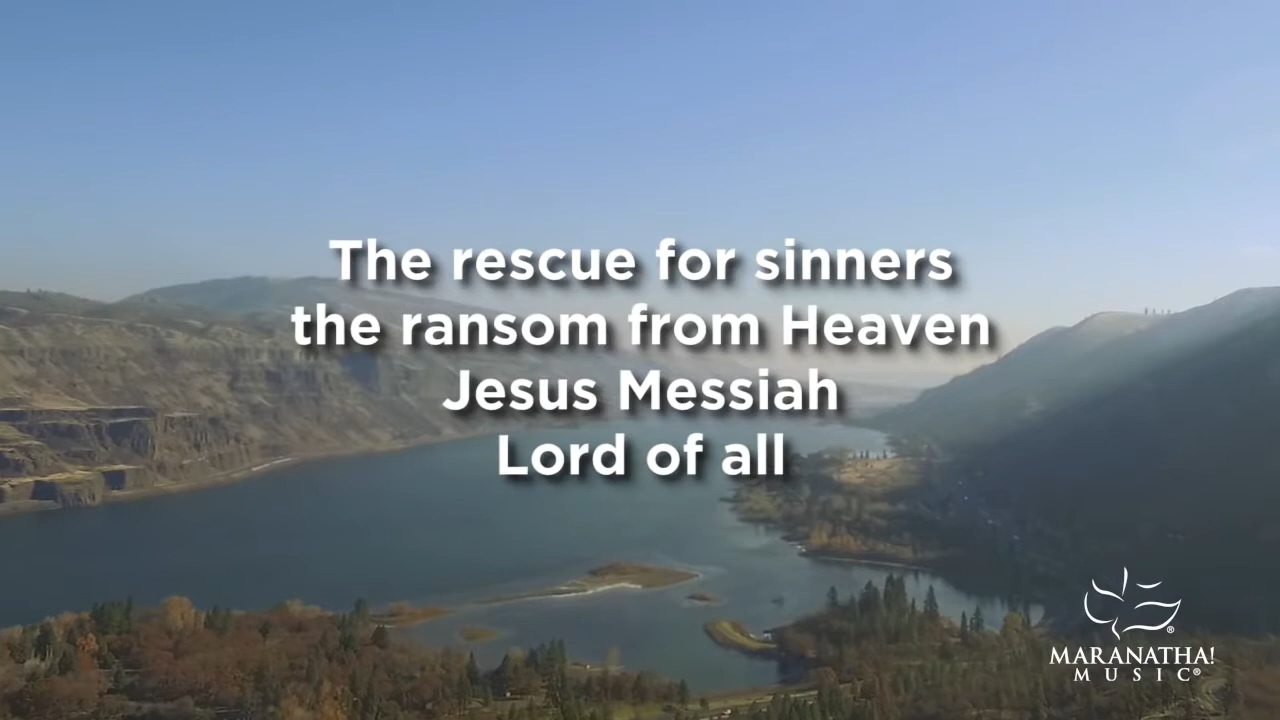 The rescue for sinners
the ransom from Heaven
Jesus Messiah
Lord of all
®
MARANATHA!
MUSIC®